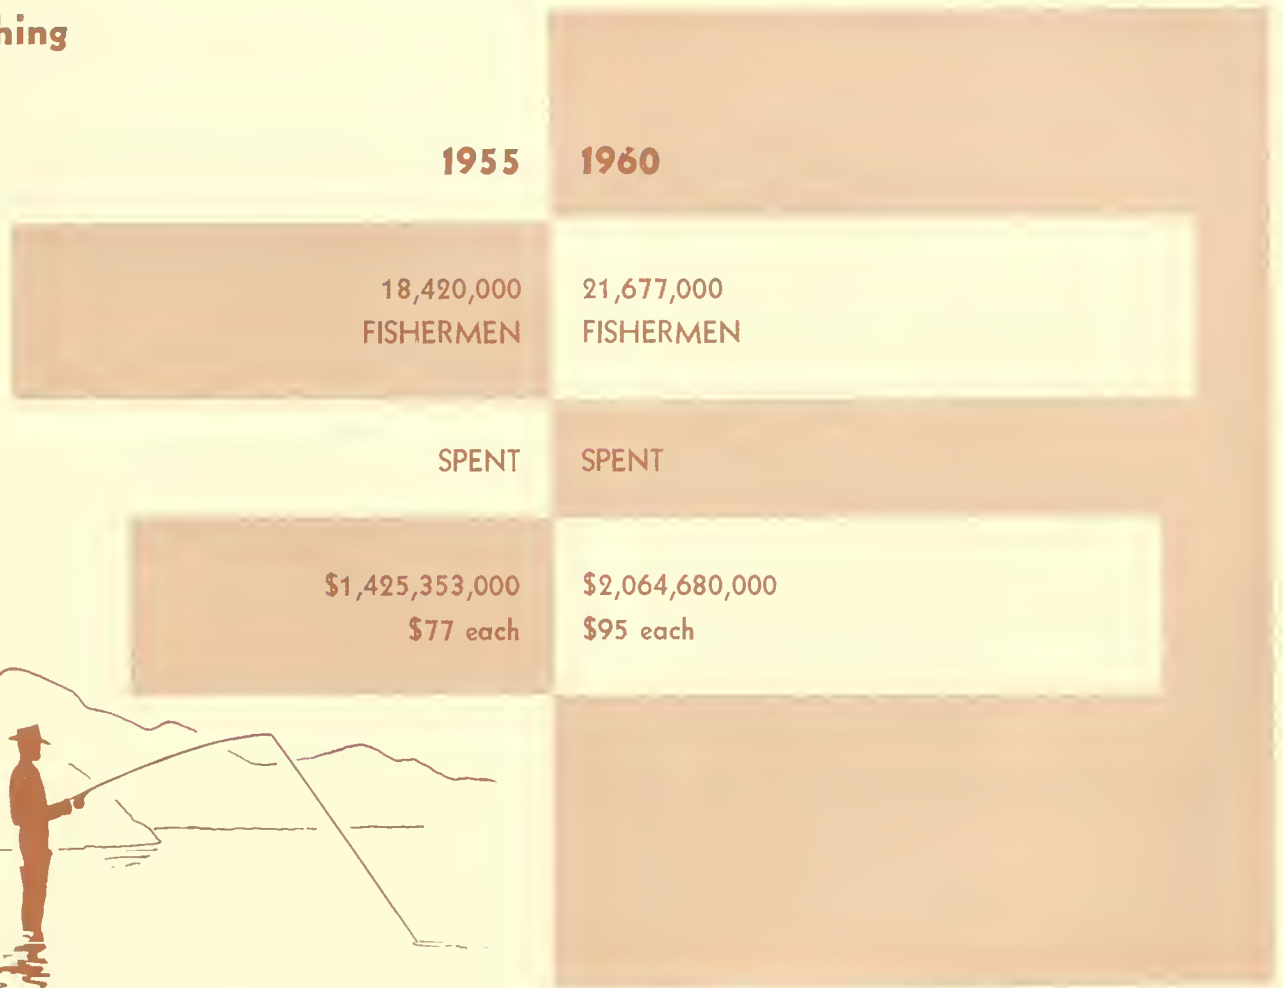 hing
1955 1960
18,420,000 21,677,000
FISHERMEN FISHERMEN
SPENT SPENT
$1,425,353,000 $2,064,680,000
$77 each $95 each